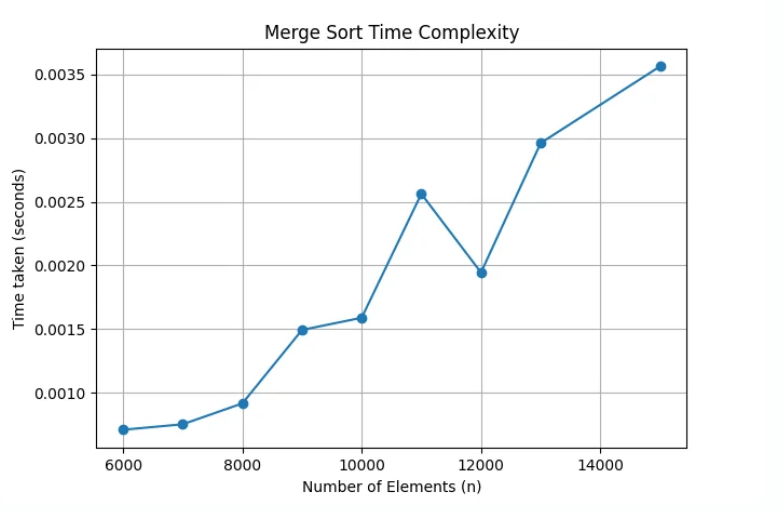 Merge Sort Time Complexity
Time taken (seconds)
0.0035
0.0030
0.0025
0.0020
0.0015
0.0010
6000 8000 10000 12000 14000
Number of Elements (n)